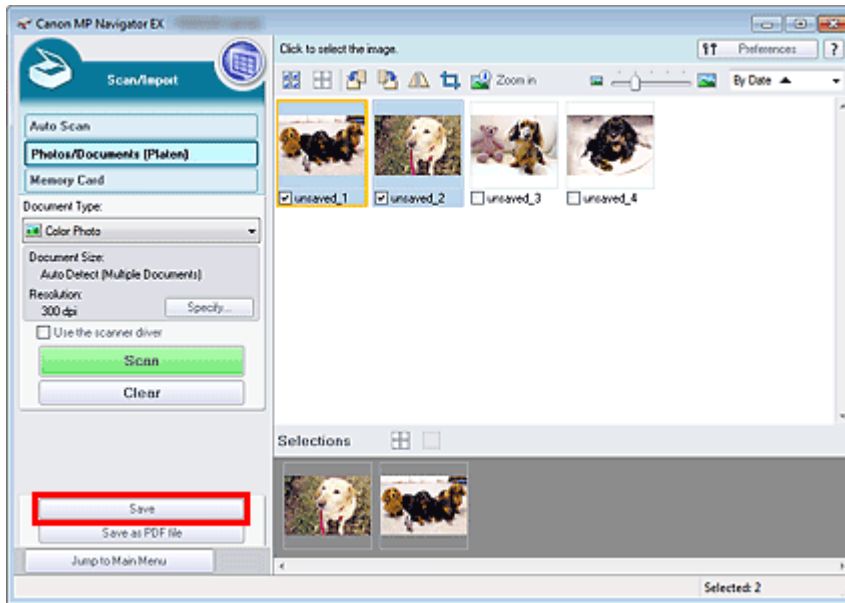 Canon MP Navigator EX
Scan/Import
Auto Scan
Photos/Documents (Platen)
Memory Card
Document Type:
Color Photo
Document Size:
Auto Detect (Multiple Documents)
Resolution:
300 dpi
Specify...
Use the scanner driver
Scan
Clear
Save
Save as PDF file
Jump to Main Menu
Click to select the image.
Preferences
?
Zoom in
By Date
unsaved_1
unsaved_2
unsaved_3
unsaved_4
Selections
Selected: 2